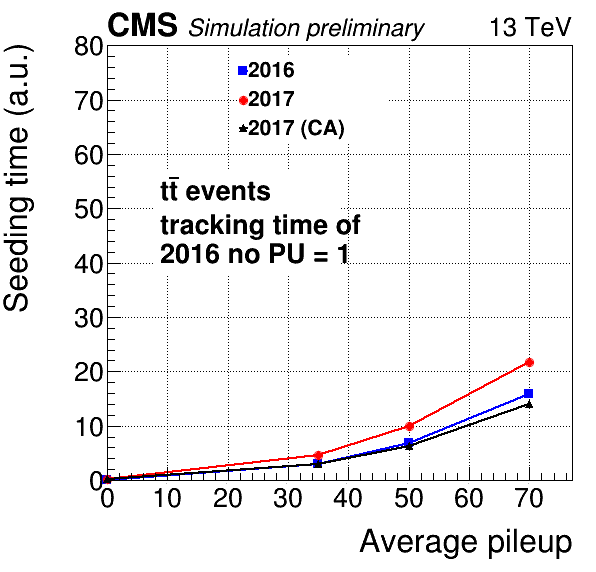 CMS Simulation preliminary 13 TeV
2016
2017
2017 (CA)
tt̄ events
tracking time of
2016 no PU = 1
Seeding time (a.u.)
80
70
60
50
40
30
20
10
0
0 10 20 30 40 50 60 70
Average pileup